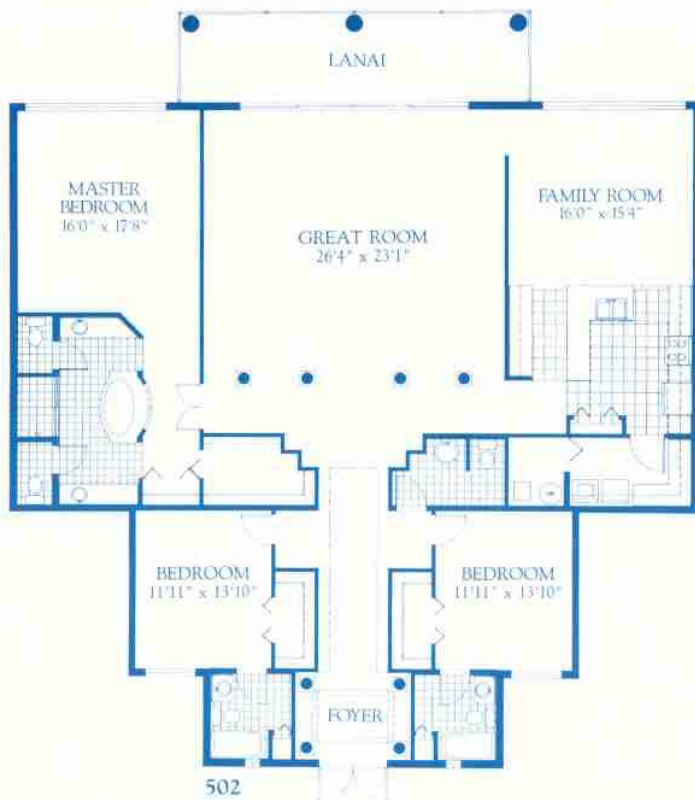 LANAI
MASTER
BEDROOM
16'0" x 17'8"
GREAT ROOM
26'4" x 23'1"
FAMILY ROOM
16'0" x 15'4"
BEDROOM
11'11" x 13'10"
BEDROOM
11'11" x 13'10"
FOYER
502